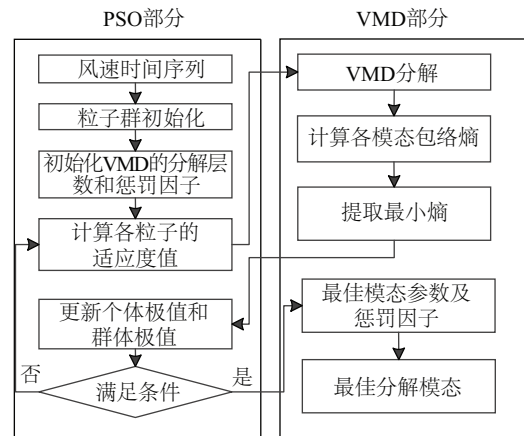 PSO部分
风速时间序列
粒子群初始化
初始化VMD的分解层
数和惩罚因子
计算各粒子的
适应度值
更新个体极值和
群体极值
满足条件
否
是
VMD部分
VMD分解
计算各模态包络熵
提取最小熵
最佳模态参数及
惩罚因子
最佳分解模态